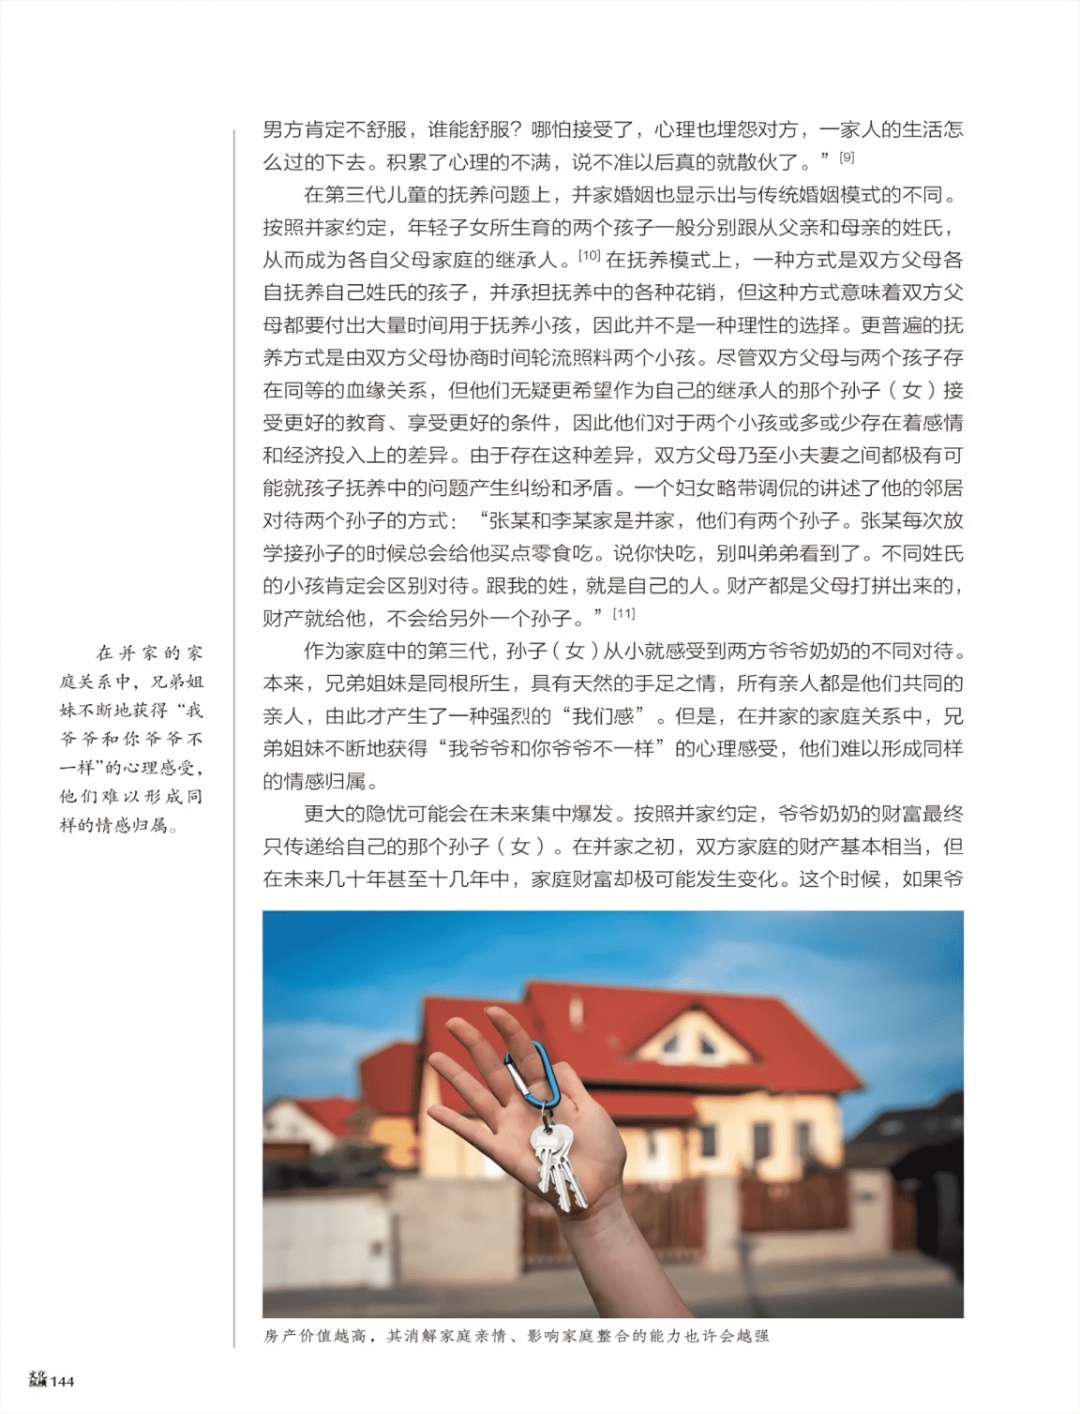 男方肯定不舒服，谁能舒服？哪怕接受了，心理也埋怨对方，一家人的生活怎
么过的下去。积累了心理的不满，说不准以后真的就散伙了。”[9]
在第三代儿童的抚养问题上，并家婚姻也显示出与传统婚姻模式的不同。
按照并家约定，年轻子女所生育的两个孩子一般分别跟从父亲和母亲的姓氏，
从而成为各自父母家庭的继承人。[10]在抚养模式上，一种方式是双方父母各
自抚养自己姓氏的孩子，并承担抚养中的各种花销，但这种方式意味着双方父
母都要付出大量时间用于抚养小孩，因此并不是一种理性的选择。更普遍的抚
养方式是由双方父母协商时间轮流照料两个小孩。尽管双方父母与两个孩子存
在同等的血缘关系，但他们无疑更希望作为自己的继承人的那个孙子（女）接
受更好的教育、享受更好的条件，因此他们对于两个小孩或多或少存在着感情
和经济投入上的差异。由于存在这种差异，双方父母乃至小夫妻之间都极有可
能就孩子抚养中的问题产生纠纷和矛盾。一个妇女略带调侃的讲述了他的邻居
对待两个孙子的方式：“张某和李某家是并家，他们有两个孙子。张某每次放
学接孙子的时候总会给他买点零食吃。说你快吃，别叫弟弟看到了。不同姓氏
的小孩肯定会区别对待。跟我的姓，就是自己的人。财产都是父母打拼出来的，
财产就给他，不会给另外一个孙子。”[11]
作为家庭中的第三代，孙子（女）从小就感受到两方爷爷奶奶的不同对待。
本来，兄弟姐妹是同根所生，具有天然的手足之情，所有亲人都是他们共同的
亲人，由此才产生了一种强烈的“我们感”。但是，在并家的家庭关系中，兄
弟姐妹不断地获得“我爷爷和你爷爷不一样”的心理感受，他们难以形成同样
的情感归属。
更大的隐忧可能会在未来集中爆发。按照并家约定，爷爷奶奶的财富最终
只传递给自己的那个孙子（女）。在并家之初，双方家庭的财产基本相当，但
在未来几十年甚至十几年中，家庭财富却极可能发生变化。这个时候，如果爷
在并家的家
庭关系中，兄弟姐
妹不断地获得“我
爷爷和你爷爷不
一样”的心理感受，
他们难以形成同
样的情感归属。
房产价值越高，其消解家庭亲情、影响家庭整合的能力也许会越强
文化
纵横 144